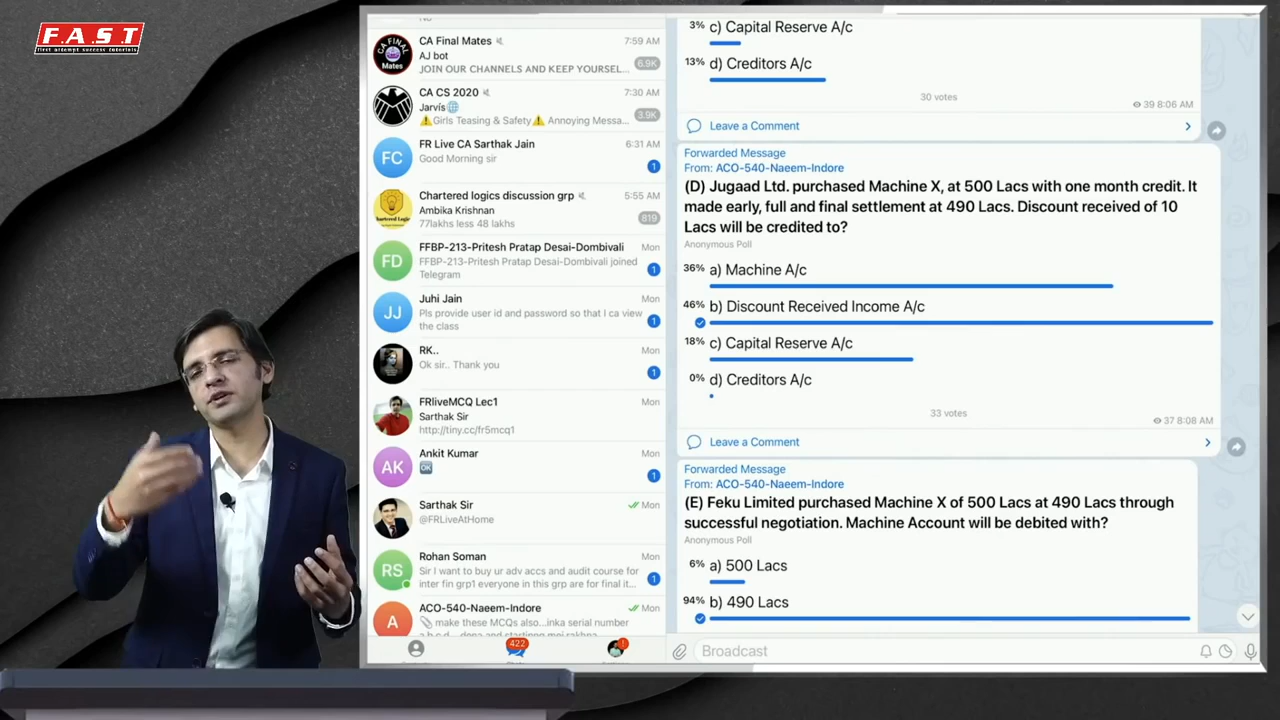 F.A.S.T
first attempt success tutorials
CA Final Mates
7:59 AM
AJ bot
JOIN OUR CHANNELS AND KEEP YOURSEL...
6.9K
CA CS 2020
7:30 AM
Jarvís🌐
⚠️Girls Teasing & Safety⚠️ Annoying Messa...
3.9K
FR Live CA Sarthak Jain
6:31 AM
FC
Good Morning sir
1
Chartered logics discussion grp
5:55 AM
Ambika Krishnan
77lakhs less 48 lakhs
819
FFBP-213-Pritesh Pratap Desai-Dombivali
Mon
FD
FFBP-213-Pritesh Pratap Desai-Dombivali joined
Telegram
1
Juhi Jain
Mon
JJ
Pls provide user id and password so that I ca view
the class
1
RK..
Mon
Ok sir.. Thank you
1
FRliveMCQ Lec1
Mon
Sarthak Sir
http://tiny.cc/fr5mcq1
Ankit Kumar
Mon
AK
🆗
1
Sarthak Sir
Mon
@FRLiveAtHome
Rohan Soman
Mon
RS
Sir I want to buy ur adv accs and audit course for
inter fin grp1 everyone in this grp are for final it...
1
ACO-540-Naeem-Indore
Mon
A
make these MCQs also...inka serial number
422
3% c) Capital Reserve A/c
13% d) Creditors A/c
30 votes
39 8:06 AM
Leave a Comment
Forwarded Message
From: ACO-540-Naeem-Indore
(D) Jugaad Ltd. purchased Machine X, at 500 Lacs with one month credit. It
made early, full and final settlement at 490 Lacs. Discount received of 10
Lacs will be credited to?
Anonymous Poll
36% a) Machine A/c
46% b) Discount Received Income A/c
18% c) Capital Reserve A/c
0% d) Creditors A/c
33 votes
37 8:08 AM
Leave a Comment
Forwarded Message
From: ACO-540-Naeem-Indore
(E) Feku Limited purchased Machine X of 500 Lacs at 490 Lacs through
successful negotiation. Machine Account will be debited with?
Anonymous Poll
6% a) 500 Lacs
94% b) 490 Lacs
Broadcast